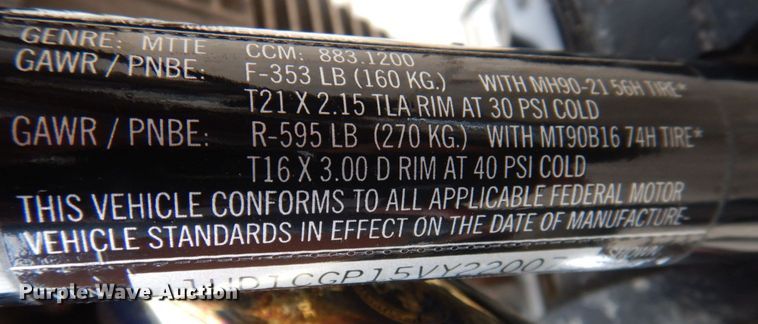 GENRE: MTTE CCM: 883.1200
GAWR / PNBE: F-353 LB (160 KG.) WITH MH90-21 56H TIRE*
T21 X 2.15 TLA RIM AT 30 PSI COLD
GAWR / PNBE: R-595 LB (270 KG.) WITH MT90B16 74H TIRE*
T16 X 3.00 D RIM AT 40 PSI COLD
THIS VEHICLE CONFORMS TO ALL APPLICABLE FEDERAL MOTOR
VEHICLE STANDARDS IN EFFECT ON THE DATE OF MANUFACTURE
Purple Wave Auction